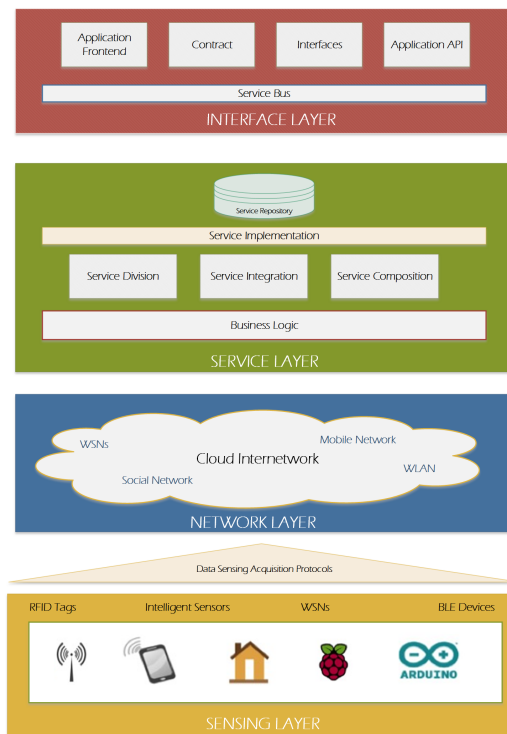 Application
Frontend
Contract
Interfaces
Application API
Service Bus
INTERFACE LAYER
Service Repository
Service Implementation
Service Division
Service Integration
Service Composition
Business Logic
SERVICE LAYER
WSNs
Mobile Network
Cloud Internetwork
WLAN
Social Network
NETWORK LAYER
Data Sensing Acquisition Protocols
RFID Tags
Intelligent Sensors
WSNs
BLE Devices
ARDUINO
SENSING LAYER